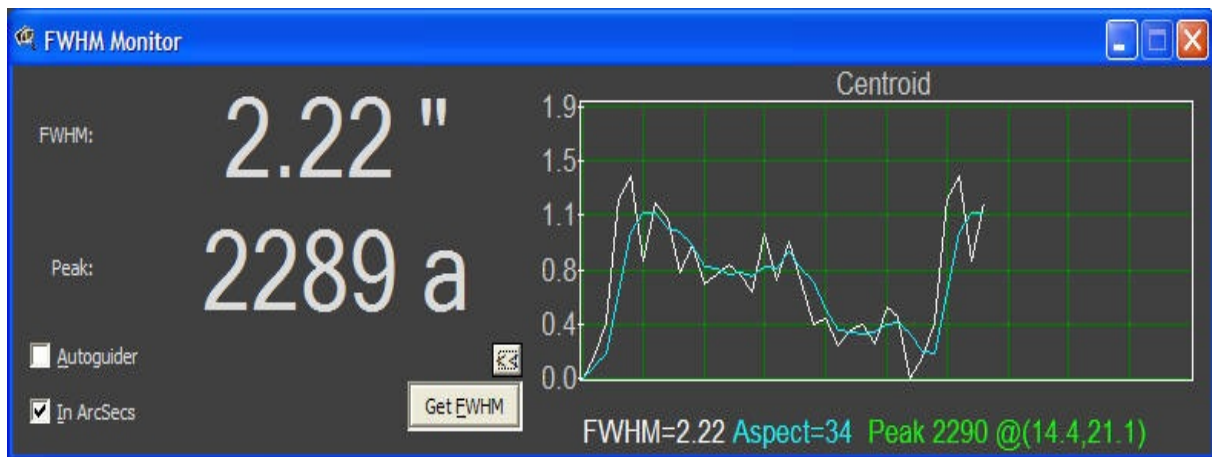 FWHM Monitor
FWHM: 2.22 "
Peak: 2289 a
Autoguider
In ArcSecs
<<
Get FWHM
Centroid
1.9
1.5
1.1
0.8
0.4
0.0
FWHM=2.22 Aspect=34 Peak 2290 @(14.4,21.1)